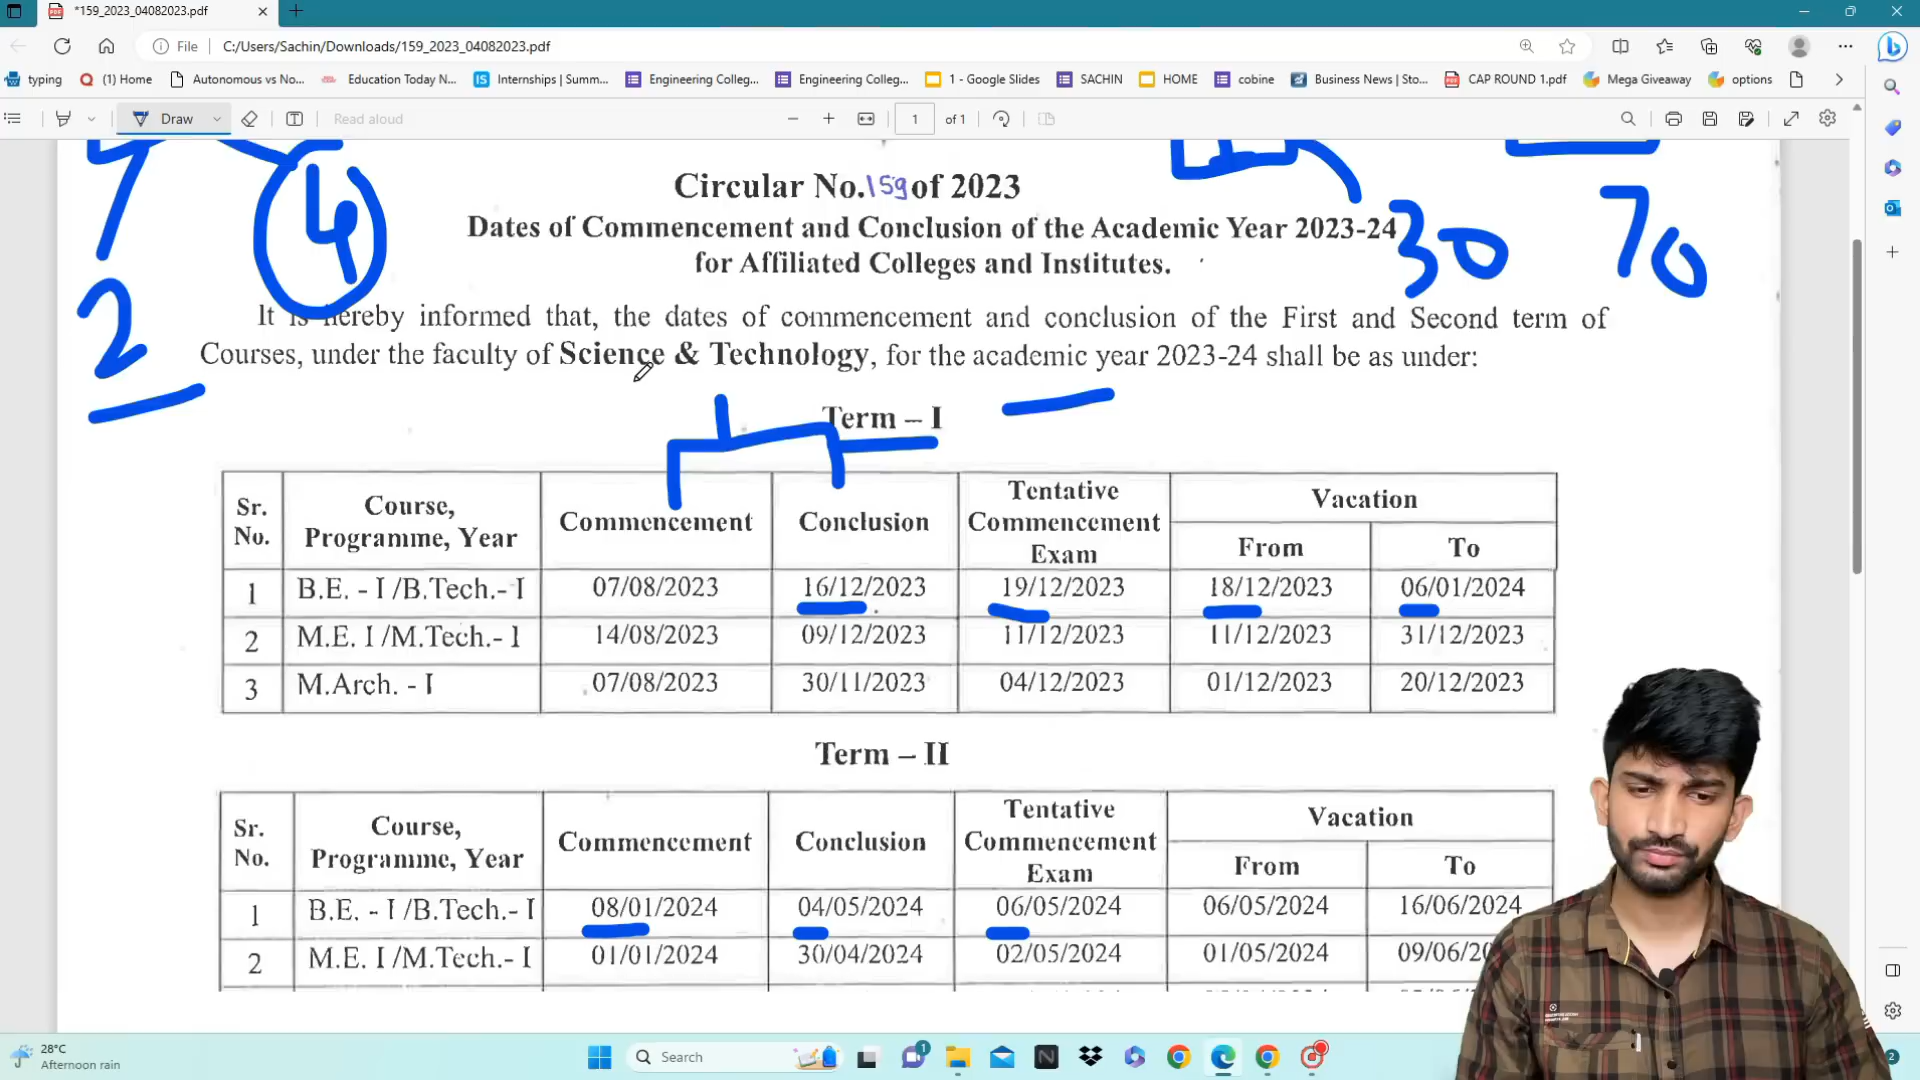 *159_2023_04082023.pdf
File
C:/Users/Sachin/Downloads/159_2023_04082023.pdf
typing
(1) Home
Autonomous vs No...
Education Today N...
Internships | Summ...
Engineering Colleg...
Engineering Colleg...
1 - Google Slides
SACHIN
HOME
cobine
Business News | Sto...
CAP ROUND 1.pdf
Mega Giveaway
options
Draw
Read aloud
1 of 1
Circular No.159 of 2023
4
30
70
2
Dates of Commencement and Conclusion of the Academic Year 2023-24
for Affiliated Colleges and Institutes.
It is hereby informed that, the dates of commencement and conclusion of the First and Second term of
Courses, under the faculty of Science & Technology, for the academic year 2023-24 shall be as under:
Term – I
Sr. No. Course, Programme, Year Commencement Conclusion Tentative Commencement Exam Vacation From To
1 B.E. - I /B.Tech.- I 07/08/2023 16/12/2023 19/12/2023 18/12/2023 06/01/2024
2 M.E. I /M.Tech.- I 14/08/2023 09/12/2023 11/12/2023 11/12/2023 31/12/2023
3 M.Arch. - I 07/08/2023 30/11/2023 04/12/2023 01/12/2023 20/12/2023
Term – II
Sr. No. Course, Programme, Year Commencement Conclusion Tentative Commencement Exam Vacation From To
1 B.E. - I /B.Tech.- I 08/01/2024 04/05/2024 06/05/2024 06/05/2024 16/06/2024
2 M.E. I /M.Tech.- I 01/01/2024 30/04/2024 02/05/2024 01/05/2024 09/06/20
28°C
Afternoon rain
Search
1
2